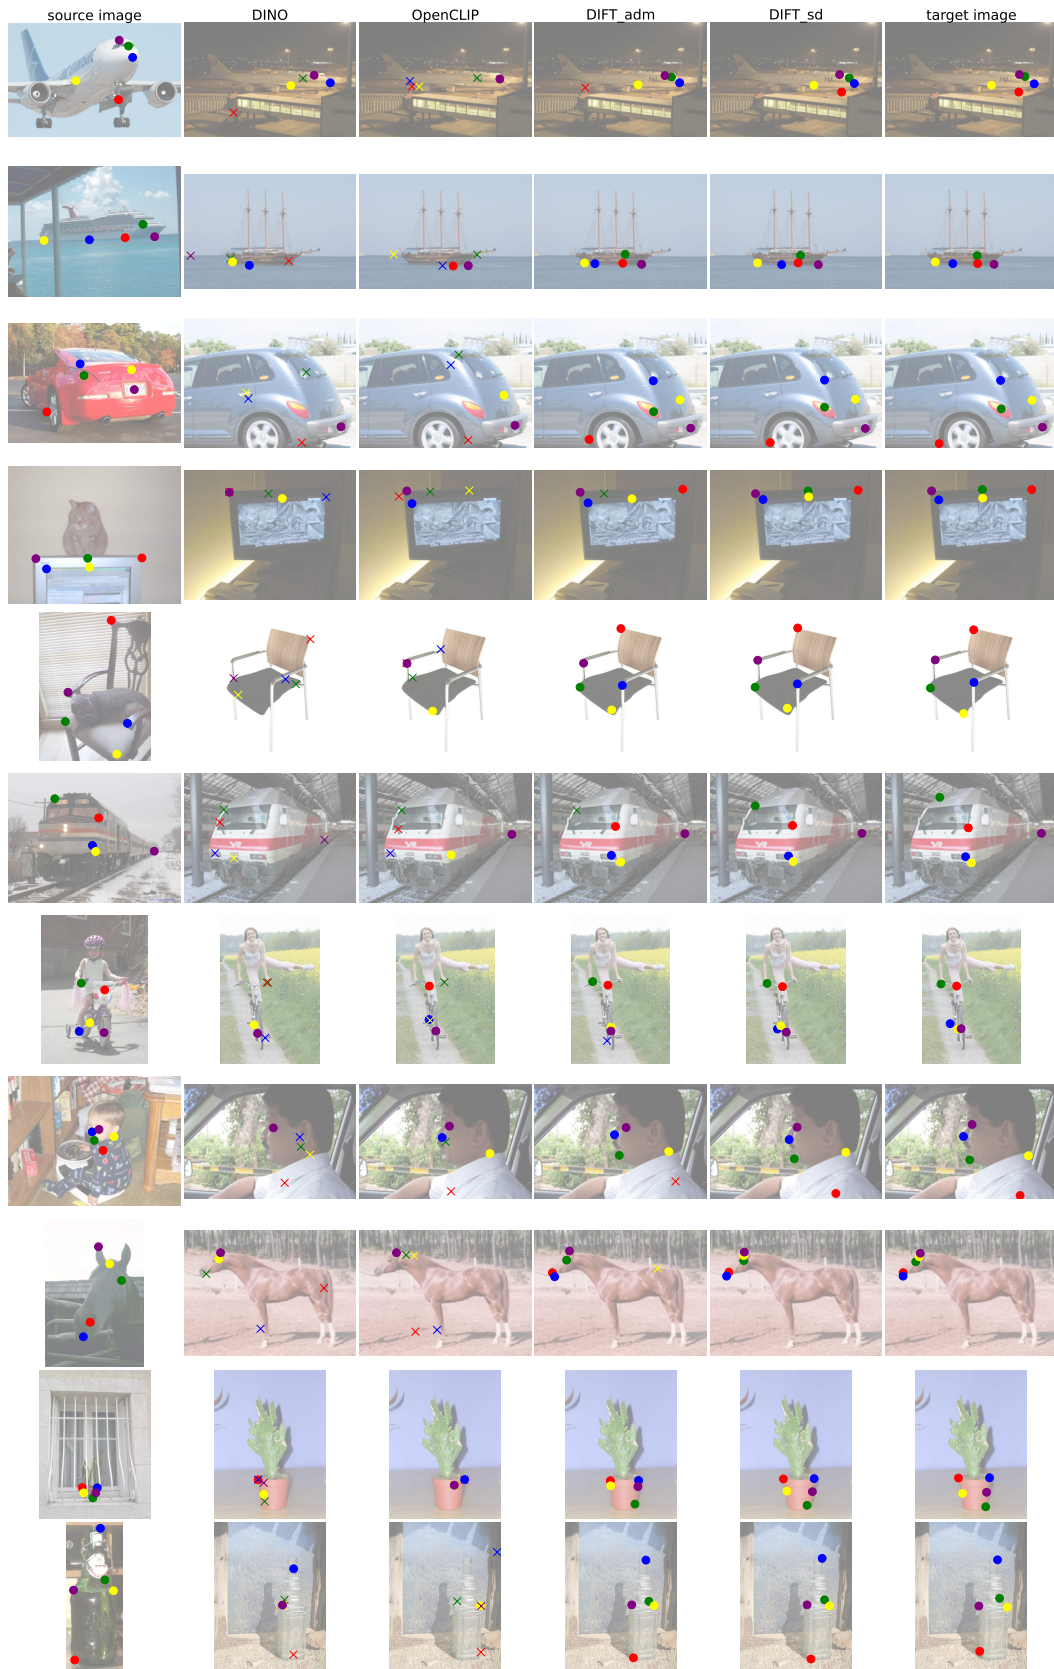 source image
DINO
OpenCLIP
DIFT_adm
DIFT_sd
target image